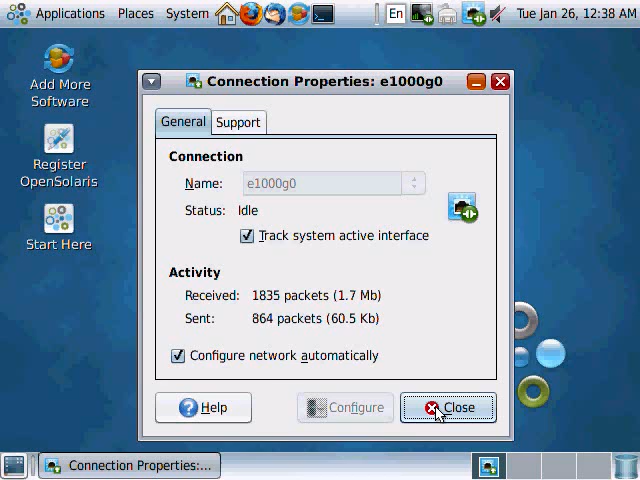 Applications Places System En Tue Jan 26, 12:38 AM
Add More
Software
Register
OpenSolaris
Start Here
Connection Properties: e1000g0
General Support
Connection
Name: e1000g0
Status: Idle
Track system active interface
Activity
Received: 1835 packets (1.7 Mb)
Sent: 864 packets (60.5 Kb)
Configure network automatically
? Help Configure Close
Connection Properties:...